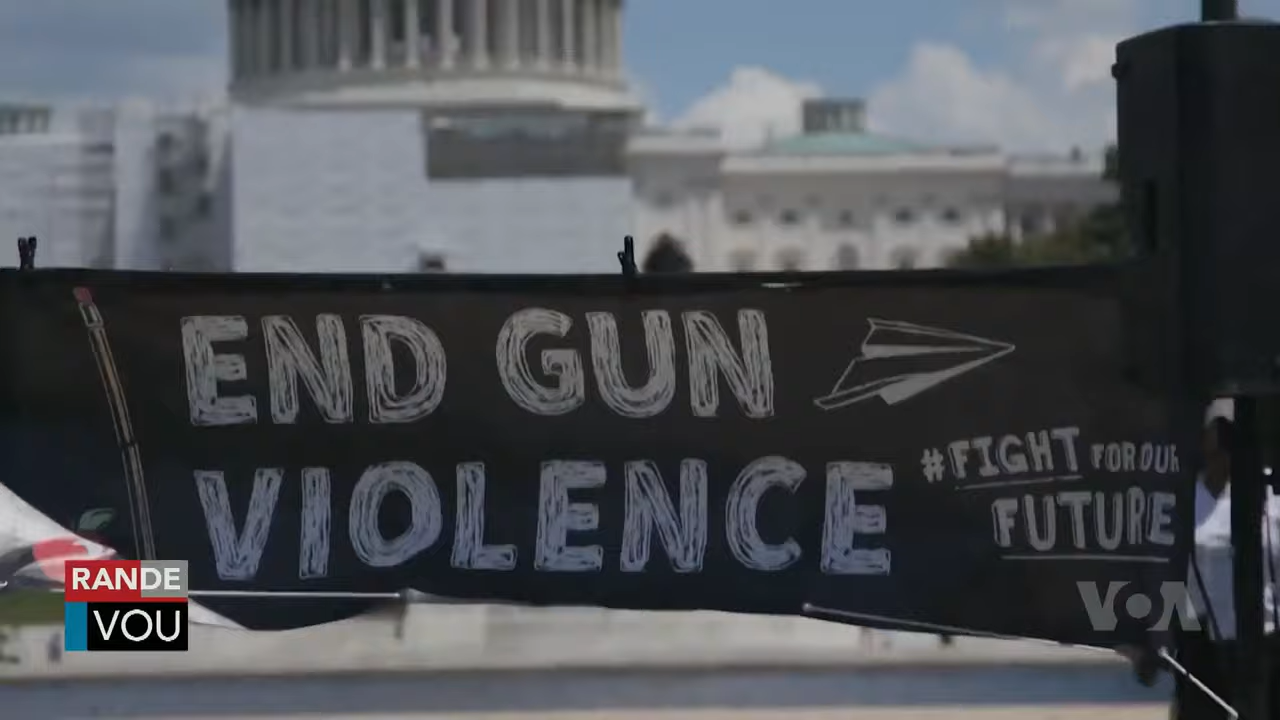 END GUN
VIOLENCE
#FIGHT FOR OUR
FUTURE
RANDE
VOU
VOA